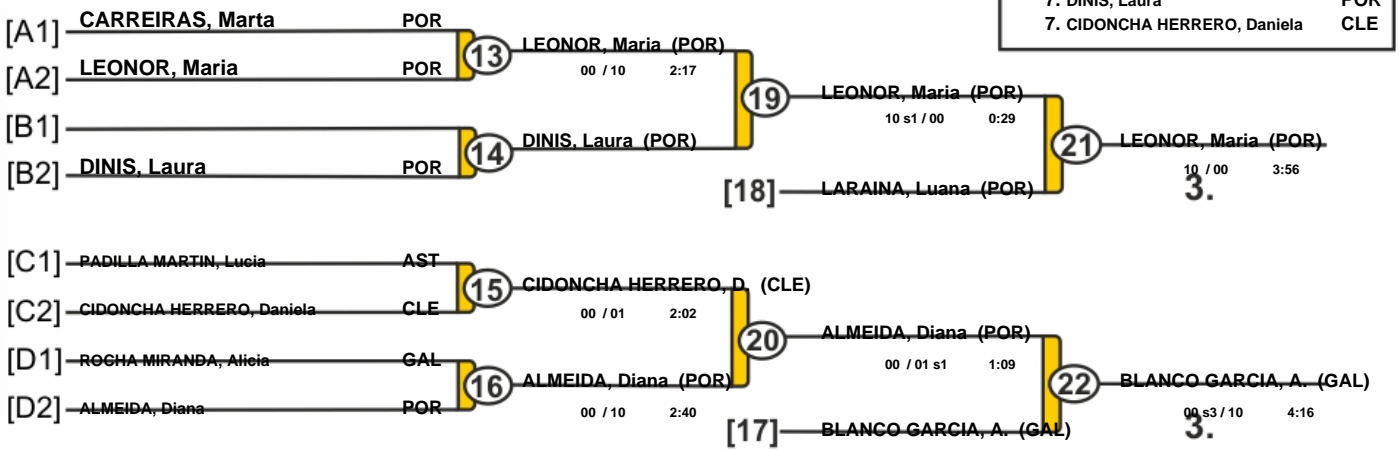 7. DINIS, Laura POR
7. CIDONCHA HERRERO, Daniela CLE
[A1] CARREIRAS, Marta POR
13 LEONOR, Maria (POR)
[A2] LEONOR, Maria POR
00 / 10 2:17
19 LEONOR, Maria (POR)
[B1]
10 s1 / 00 0:29
14 DINIS, Laura (POR)
21 LEONOR, Maria (POR)
[B2] DINIS, Laura POR
10 / 00 3:56
[18] LARAINA, Luana (POR)
3.
[C1] PADILLA MARTIN, Lucia AST
15 CIDONCHA HERRERO, D. (CLE)
[C2] CIDONCHA HERRERO, Daniela CLE
00 / 01 2:02
20 ALMEIDA, Diana (POR)
[D1] ROCHA MIRANDA, Alicia GAL
00 / 01 s1 1:09
16 ALMEIDA, Diana (POR)
22 BLANCO GARCIA, A. (GAL)
[D2] ALMEIDA, Diana POR
00 / 10 2:40
00 s3 / 10 4:16
[17] BLANCO GARCIA, A. (GAL)
3.